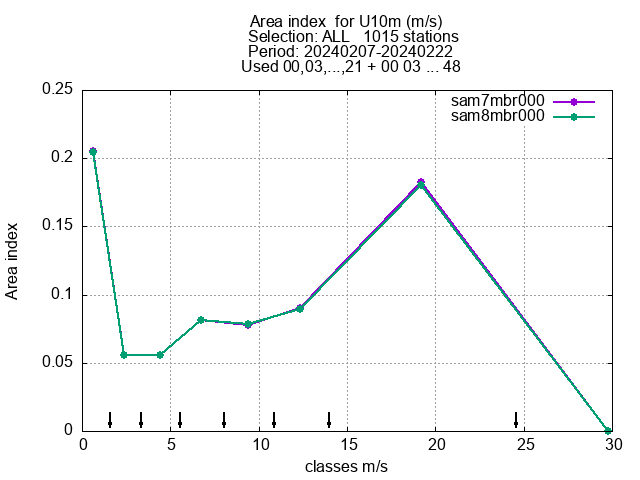 Area index  for U10m (m/s)
Selection: ALL   1015 stations
Period: 20240207-20240222
Used 00,03,...,21 + 00 03 ... 48
sam7mbr000
sam8mbr000
0.25
0.2
0.15
0.1
0.05
0
Area index
0 5 10 15 20 25 30
classes m/s